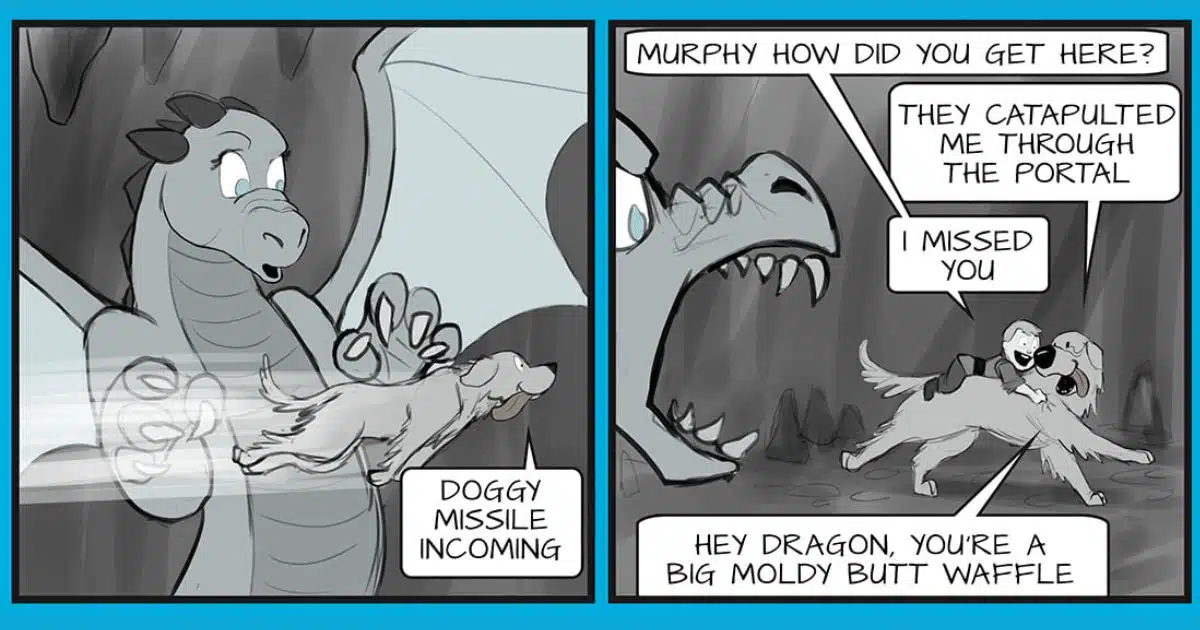 DOGGY
MISSILE
INCOMING
MURPHY HOW DID YOU GET HERE?
THEY CATAPULTED
ME THROUGH
THE PORTAL
I MISSED
YOU
HEY DRAGON, YOU'RE A
BIG MOLDY BUTT WAFFLE